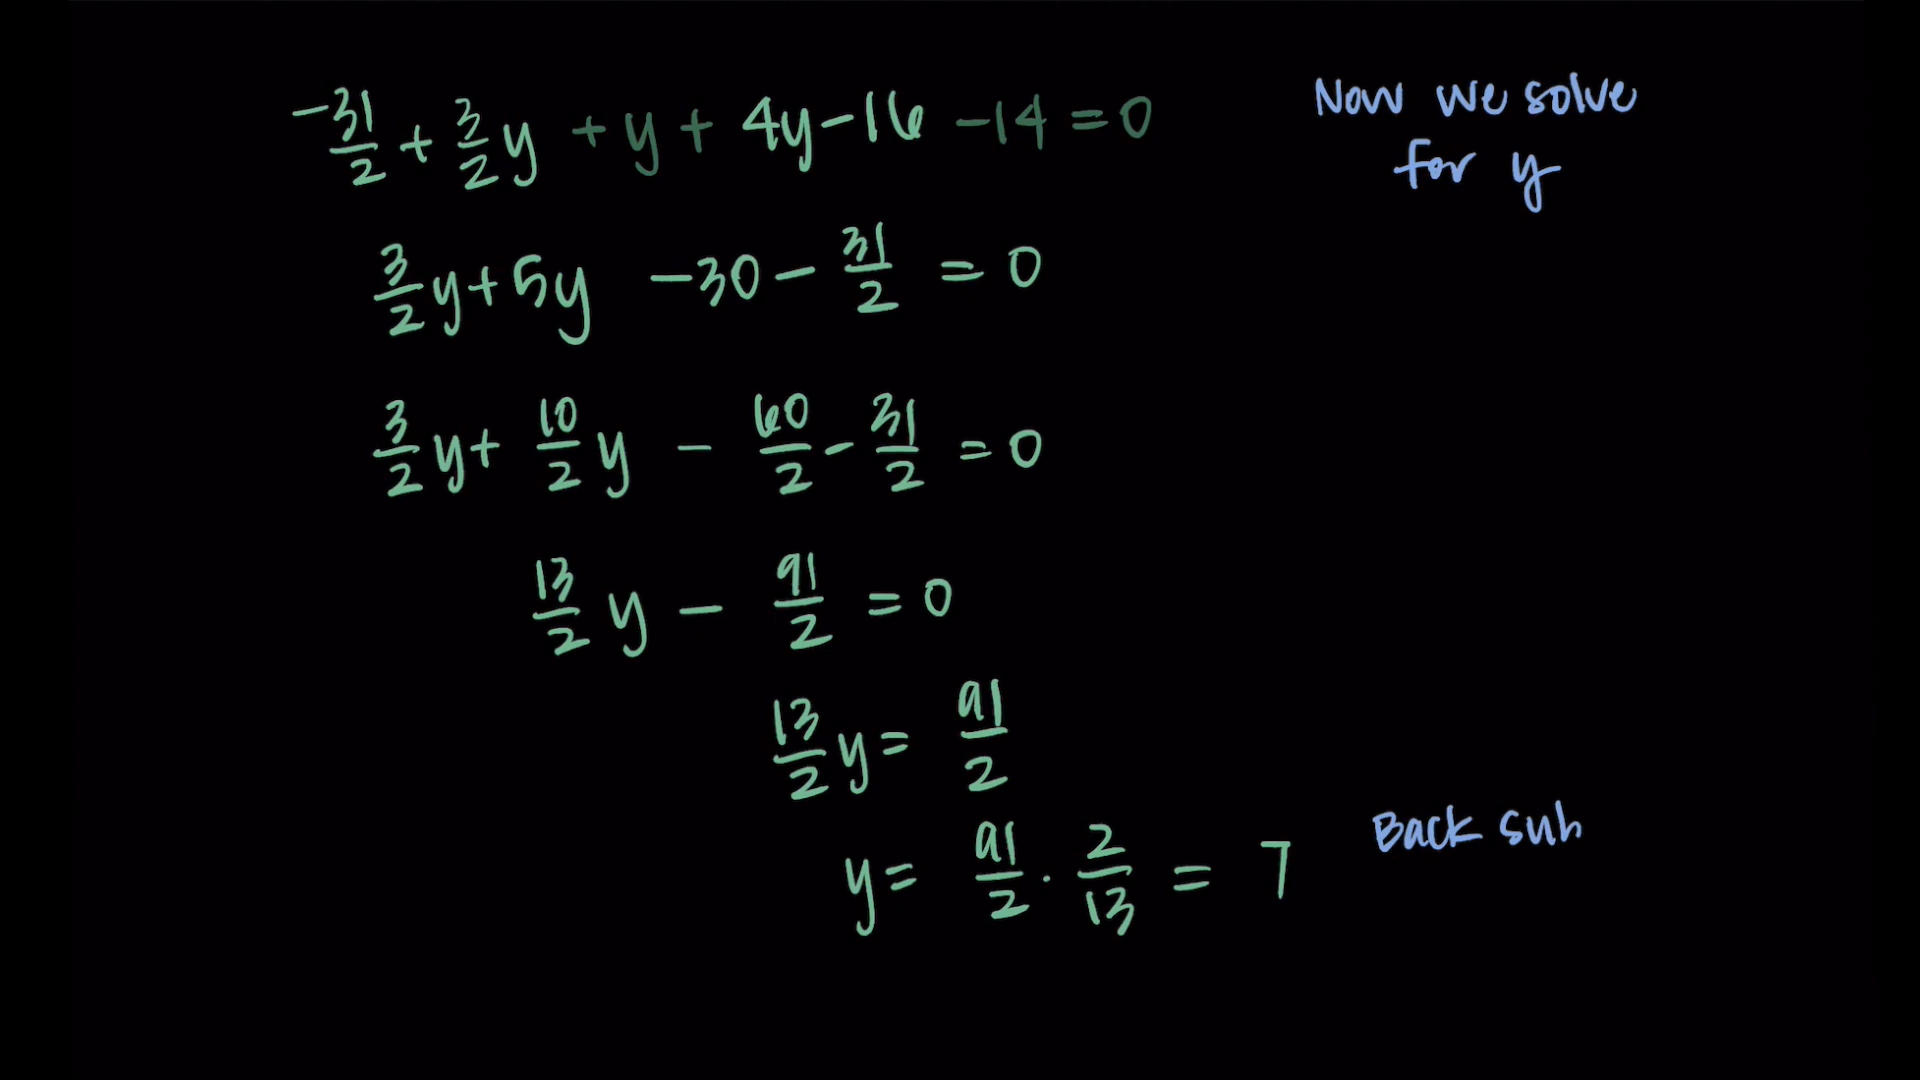 -31/2 + 3/2 y + y + 4y - 16 - 14 = 0
Now we solve
for y
3/2 y + 5y - 30 - 31/2 = 0
3/2 y + 10/2 y - 60/2 - 31/2 = 0
13/2 y - 91/2 = 0
13/2 y = 91/2
y = 91/2 · 2/13 = 7
Back sub